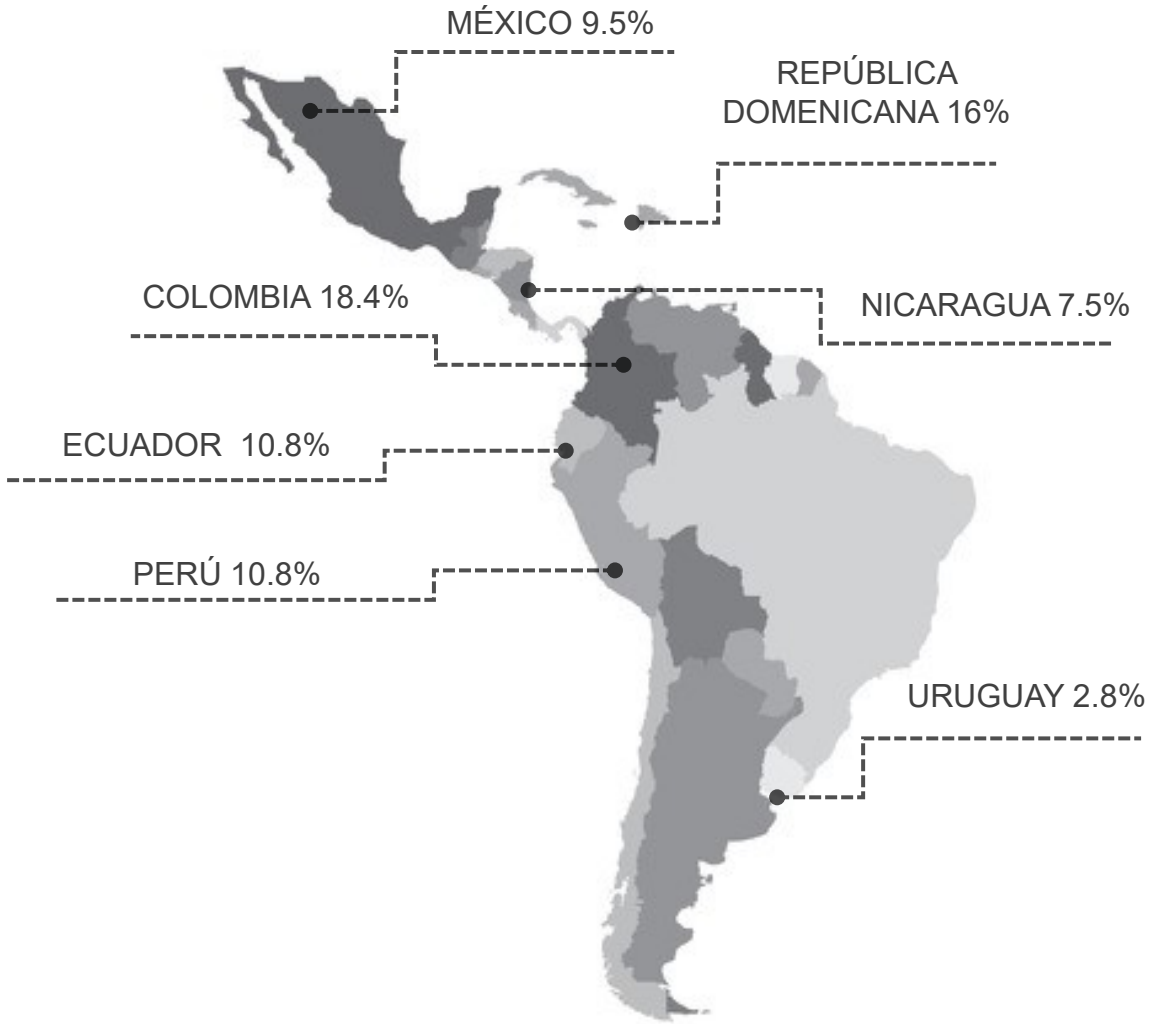 MÉXICO 9.5%
REPÚBLICA
DOMENICANA 16%
COLOMBIA 18.4%
NICARAGUA 7.5%
ECUADOR 10.8%
PERÚ 10.8%
URUGUAY 2.8%